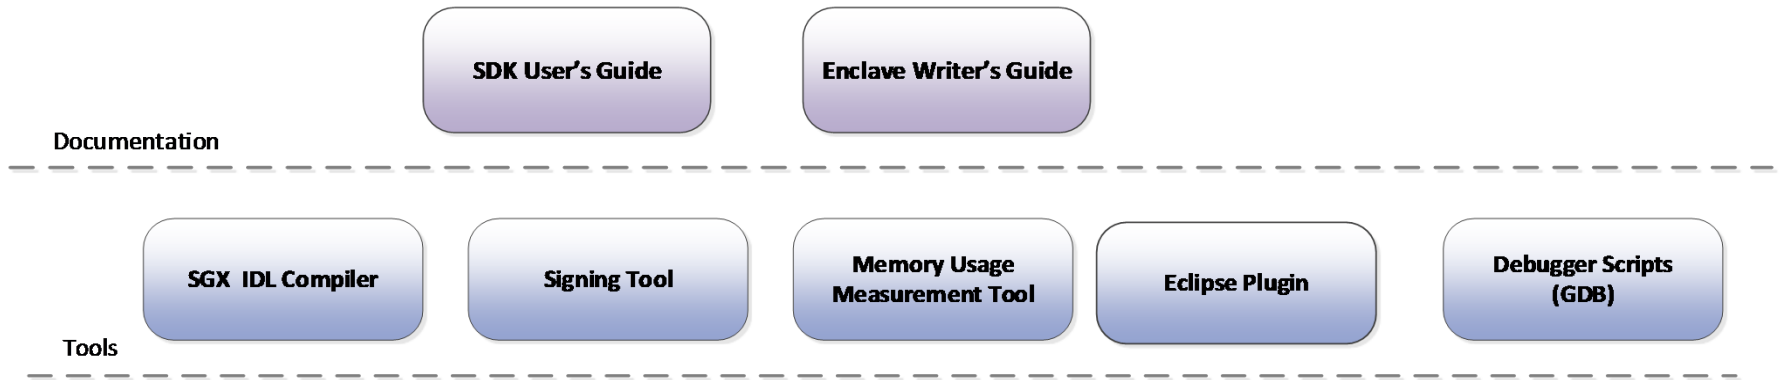 SDK User's Guide
Enclave Writer's Guide
Documentation
SGX IDL Compiler
Signing Tool
Memory Usage
Measurement Tool
Eclipse Plugin
Debugger Scripts
(GDB)
Tools